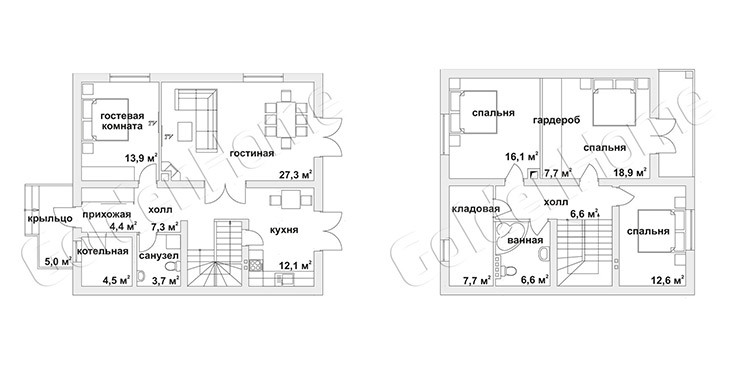 гостевая
комната
13,9 м²
гостиная
27,3 м²
крыльцо
5,0 м²
прихожая
4,4 м²
холл
7,3 м²
кухня
12,1 м²
котельная
4,5 м²
санузел
3,7 м²
GoldenHome
спальня
16,1 м²
гардероб
7,7 м²
спальня
18,9 м²
кладовая
7,7 м²
холл
6,6 м²
ванная
6,6 м²
спальня
12,6 м²
GoldenHome